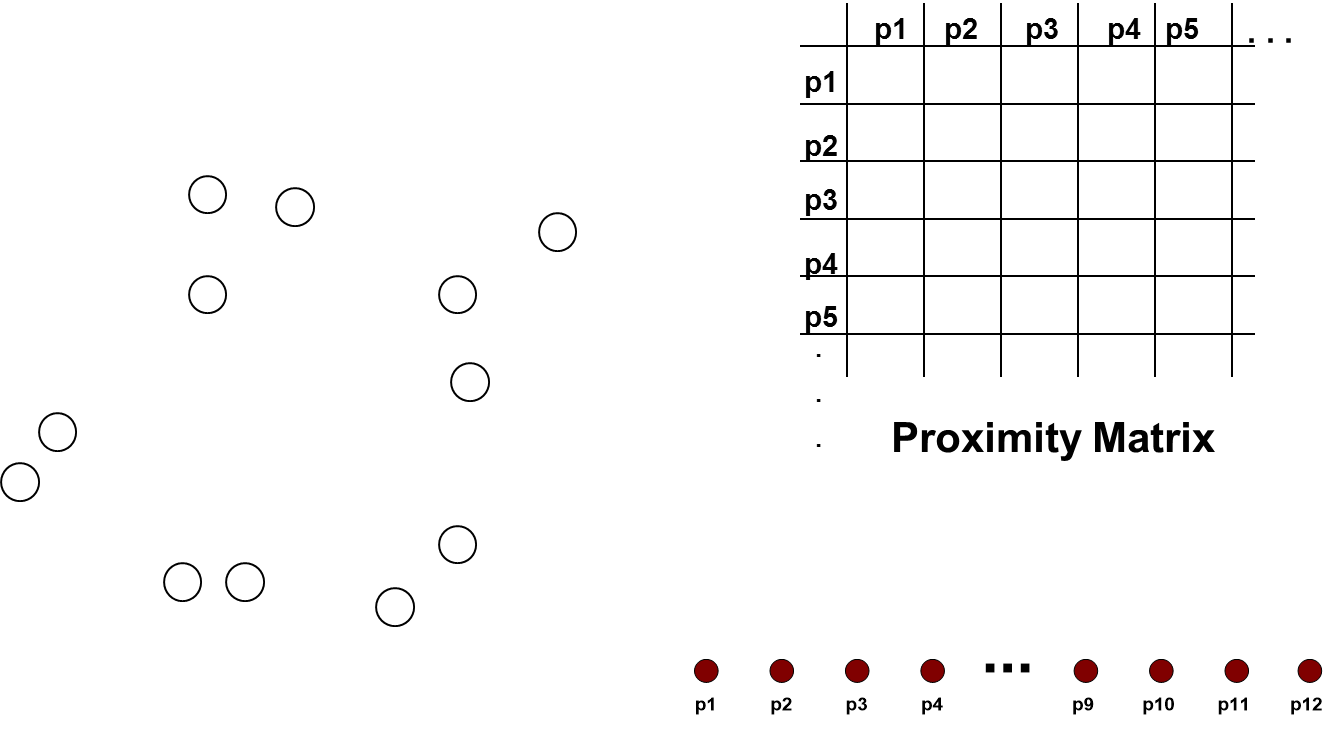 p1 p2 p3 p4 p5 . . .
p1
p2
p3
p4
p5
.
.
.
Proximity Matrix
...
p1 p2 p3 p4 p9 p10 p11 p12